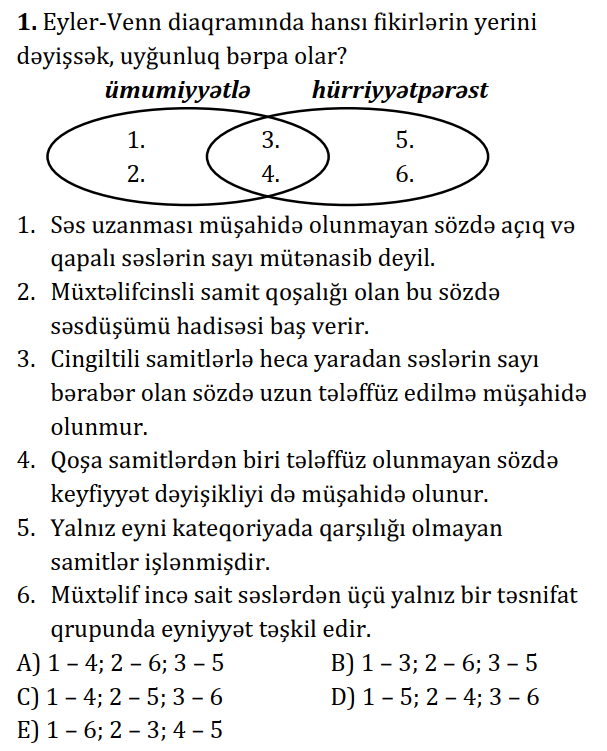 1. Eyler-Venn diaqramında hansı fikirlərin yerini
dəyişsək, uyğunluq bərpa olar?
ümumiyyətlə hürriyyətpərəst
1. 3. 5.
2. 4. 6.
1. Səs uzanması müşahidə olunmayan sözdə açıq və
qapalı səslərin sayı mütənasib deyil.
2. Müxtəlifcinsli samit qoşalığı olan bu sözdə
səsdüşümü hadisəsi baş verir.
3. Cingiltili samitlərlə heca yaradan səslərin sayı
bərabər olan sözdə uzun tələffüz edilmə müşahidə
olunmur.
4. Qoşa samitlərdən biri tələffüz olunmayan sözdə
keyfiyyət dəyişikliyi də müşahidə olunur.
5. Yalnız eyni kateqoriyada qarşılığı olmayan
samitlər işlənmişdir.
6. Müxtəlif incə sait səslərdən üçü yalnız bir təsnifat
qrupunda eyniyyət təşkil edir.
A) 1 – 4; 2 – 6; 3 – 5 B) 1 – 3; 2 – 6; 3 – 5
C) 1 – 4; 2 – 5; 3 – 6 D) 1 – 5; 2 – 4; 3 – 6
E) 1 – 6; 2 – 3; 4 – 5